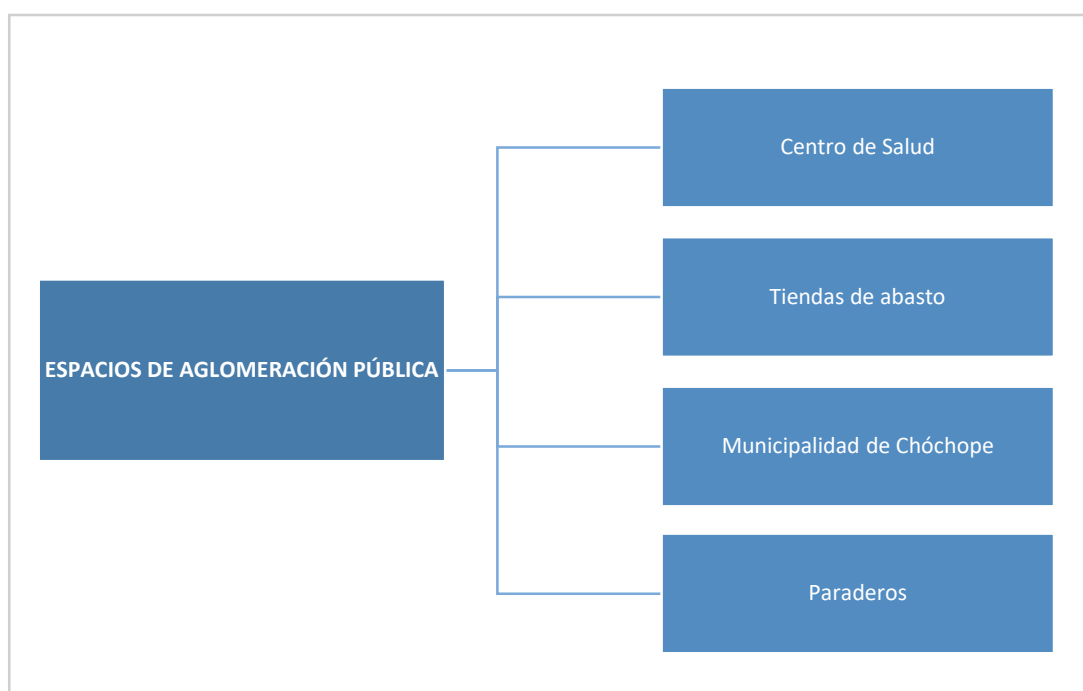 ESPACIOS DE AGLOMERACIÓN PÚBLICA
Centro de Salud
Tiendas de abasto
Municipalidad de Chóchope
Paraderos